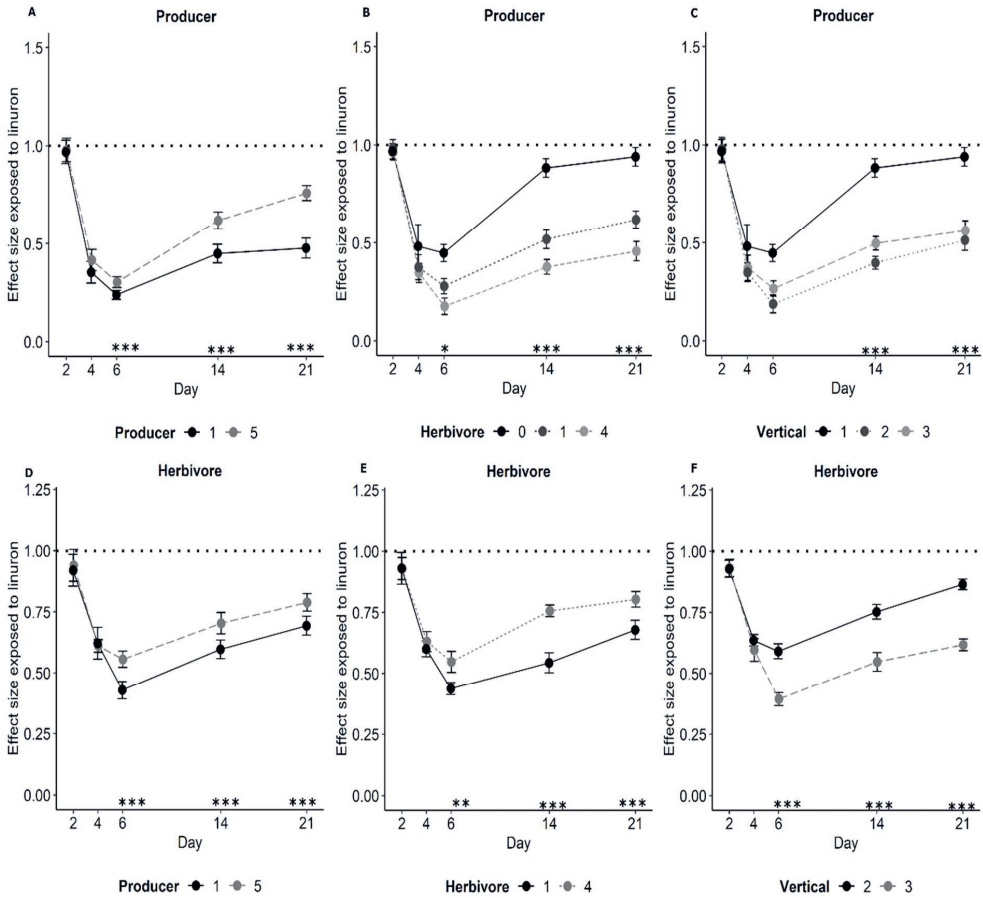 A
Producer
Effect size exposed to linuron
1.5
1.0
0.5
0.0
*** *** ***
2 4 6 14 21
Day
Producer 1 5
B
Producer
Effect size exposed to linuron
1.5
1.0
0.5
0.0
* *** ***
2 4 6 14 21
Day
Herbivore 0 1 4
C
Producer
Effect size exposed to linuron
1.5
1.0
0.5
0.0
*** ***
2 4 6 14 21
Day
Vertical 1 2 3
D
Herbivore
Effect size exposed to linuron
1.25
1.00
0.75
0.50
0.25
0.00
*** *** ***
2 4 6 14 21
Day
Producer 1 5
E
Herbivore
Effect size exposed to linuron
1.25
1.00
0.75
0.50
0.25
0.00
** *** ***
2 4 6 14 21
Day
Herbivore 1 4
F
Herbivore
Effect size exposed to linuron
1.25
1.00
0.75
0.50
0.25
0.00
*** *** ***
2 4 6 14 21
Day
Vertical 2 3